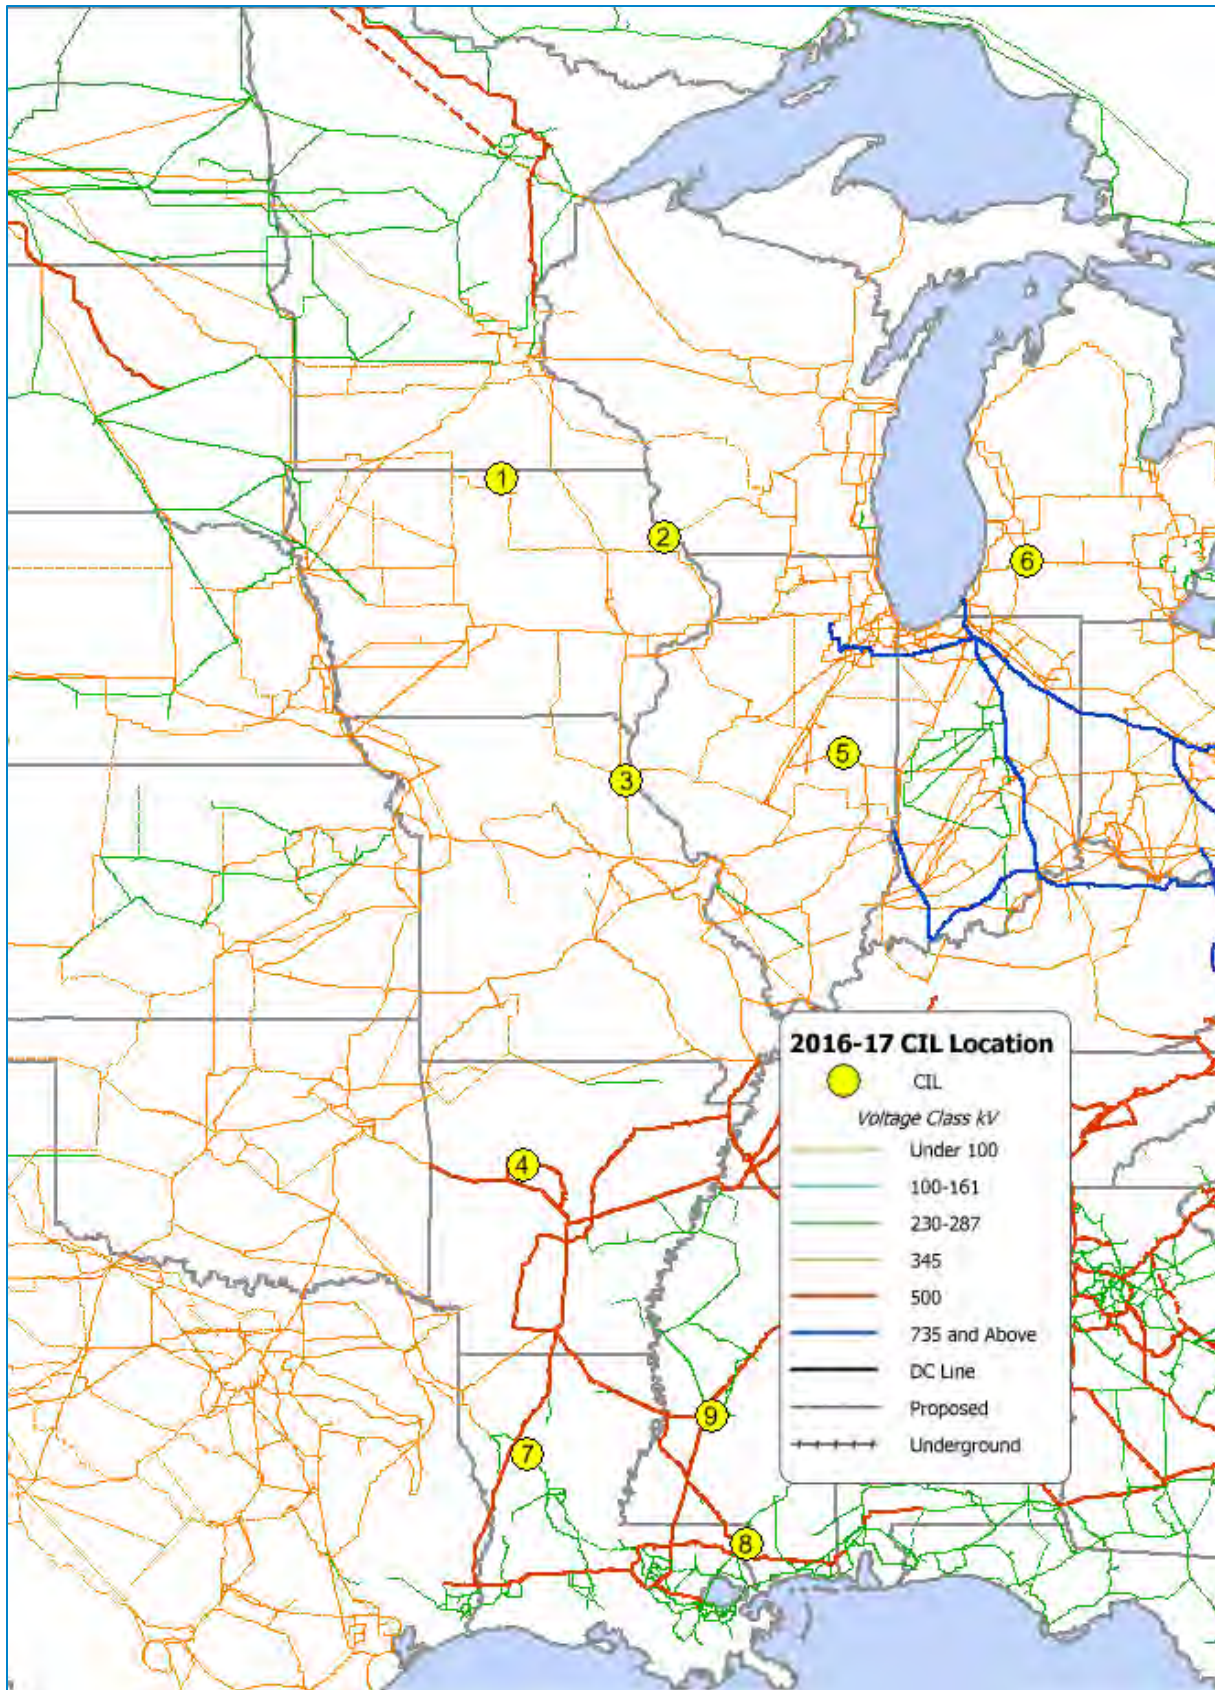 1
2
6
5
3
2016-17 CIL Location
CIL
Voltage Class kV
Under 100
100-161
230-287
345
500
735 and Above
DC Line
Proposed
Underground
4
9
7
8